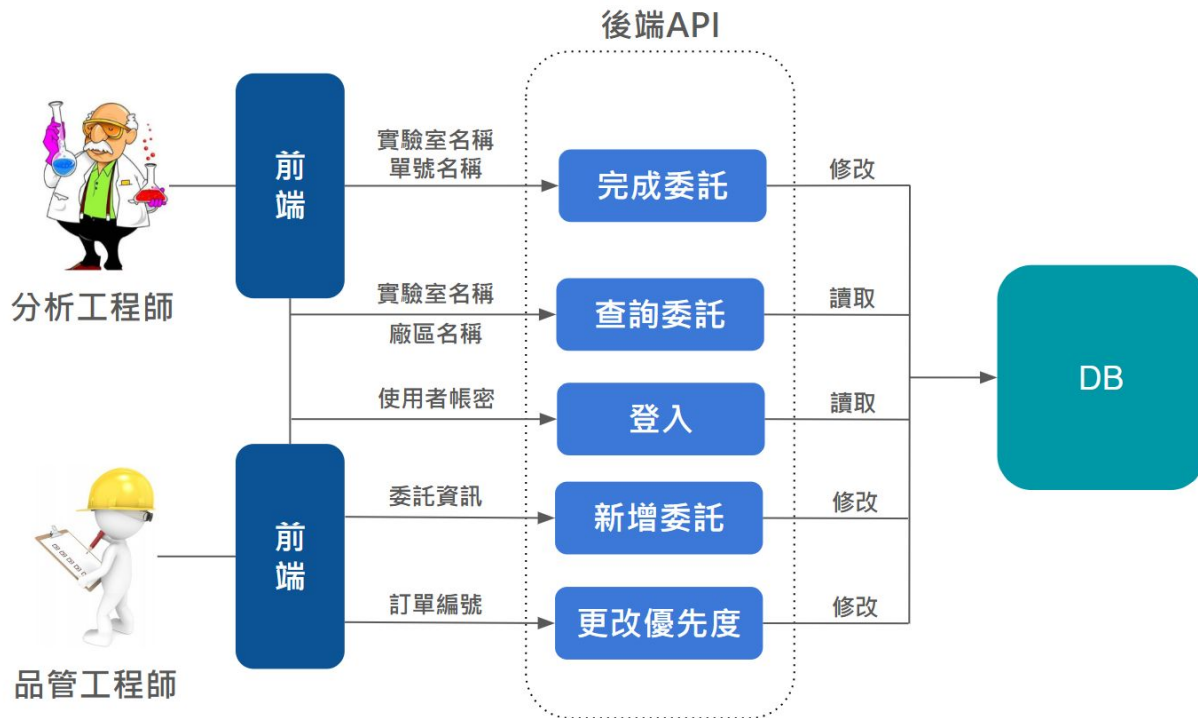 後端API
實驗室名稱
單號名稱
前端
完成委託
修改
分析工程師
實驗室名稱
廠區名稱
查詢委託
讀取
DB
使用者帳密
登入
讀取
委託資訊
前端
新增委託
修改
訂單編號
更改優先度
修改
品管工程師